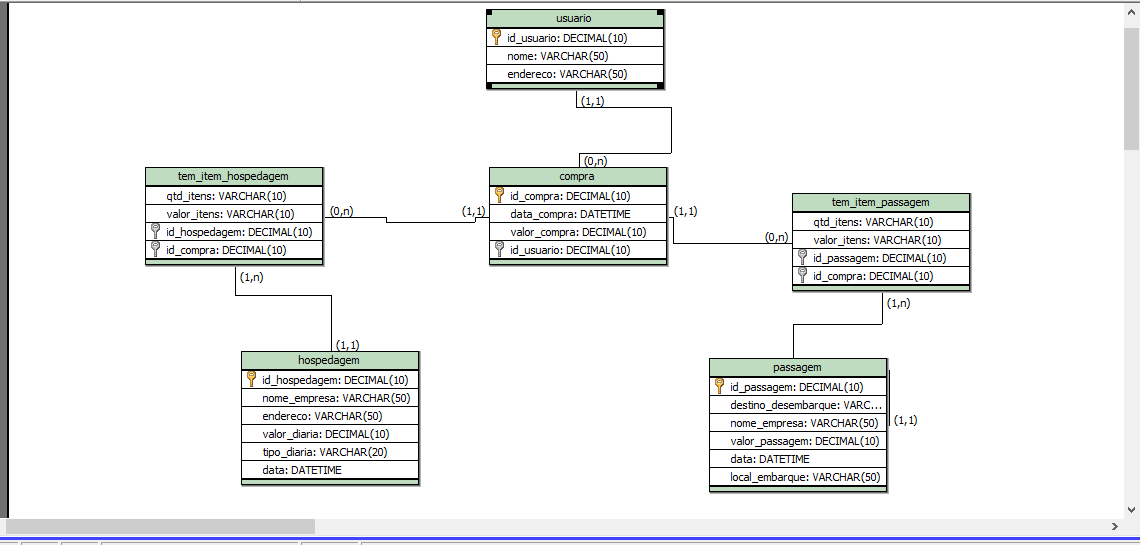 usuario
id_usuario: DECIMAL(10)
nome: VARCHAR(50)
endereco: VARCHAR(50)
(1,1)
(0,n)
tem_item_hospedagem
qtd_itens: VARCHAR(10)
valor_itens: VARCHAR(10)
id_hospedagem: DECIMAL(10)
id_compra: DECIMAL(10)
(0,n)
(1,1)
compra
id_compra: DECIMAL(10)
data_compra: DATETIME
valor_compra: DECIMAL(10)
id_usuario: DECIMAL(10)
(1,1)
(0,n)
tem_item_passagem
qtd_itens: VARCHAR(10)
valor_itens: VARCHAR(10)
id_passagem: DECIMAL(10)
id_compra: DECIMAL(10)
(1,n)
(1,1)
hospedagem
id_hospedagem: DECIMAL(10)
nome_empresa: VARCHAR(50)
endereco: VARCHAR(50)
valor_diaria: DECIMAL(10)
tipo_diaria: VARCHAR(20)
data: DATETIME
(1,n)
passagem
id_passagem: DECIMAL(10)
destino_desembarque: VARC...
nome_empresa: VARCHAR(50)
valor_passagem: DECIMAL(10)
data: DATETIME
local_embarque: VARCHAR(50)
(1,1)